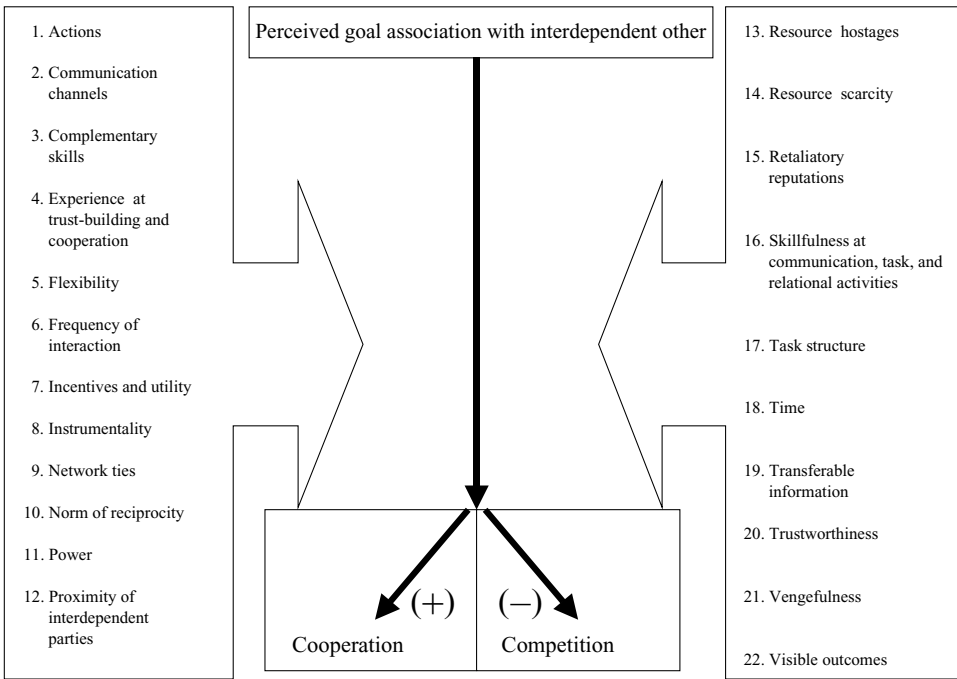 1. Actions
2. Communication
channels
3. Complementary
skills
4. Experience at
trust-building and
cooperation
5. Flexibility
6. Frequency of
interaction
7. Incentives and utility
8. Instrumentality
9. Network ties
10. Norm of reciprocity
11. Power
12. Proximity of
interdependent
parties
Perceived goal association with interdependent other
(+)
(−)
Cooperation
Competition
13. Resource hostages
14. Resource scarcity
15. Retaliatory
reputations
16. Skillfulness at
communication, task, and
relational activities
17. Task structure
18. Time
19. Transferable
information
20. Trustworthiness
21. Vengefulness
22. Visible outcomes